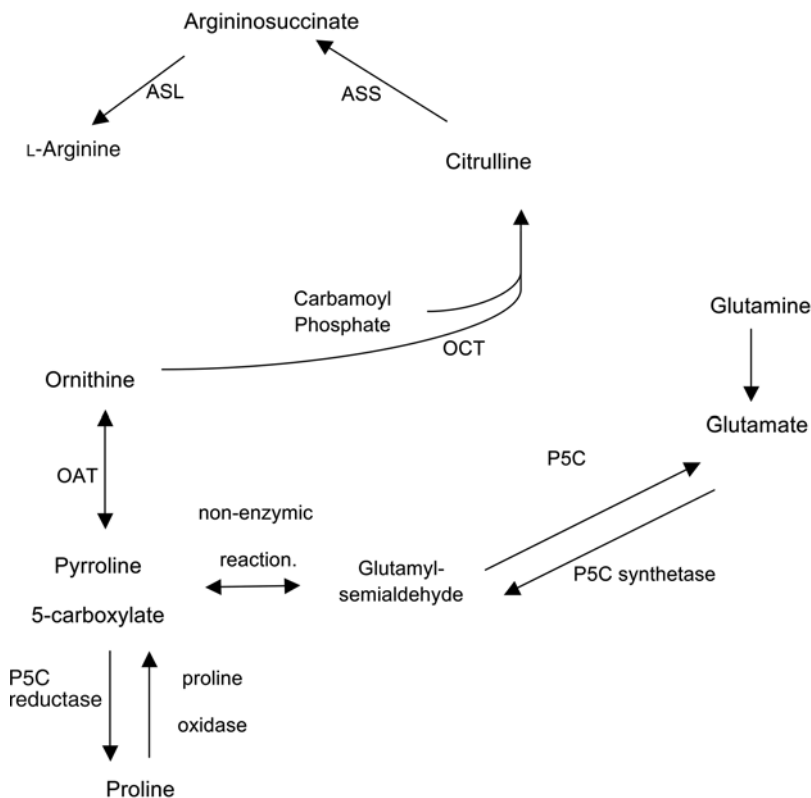 Argininosuccinate
ASL
ASS
L-Arginine
Citrulline
Carbamoyl
Phosphate
OCT
Glutamine
Ornithine
Glutamate
P5C
OAT
non-enzymic
reaction.
Pyrroline
5-carboxylate
Glutamyl-
semialdehyde
P5C synthetase
P5C
reductase
proline
oxidase
Proline